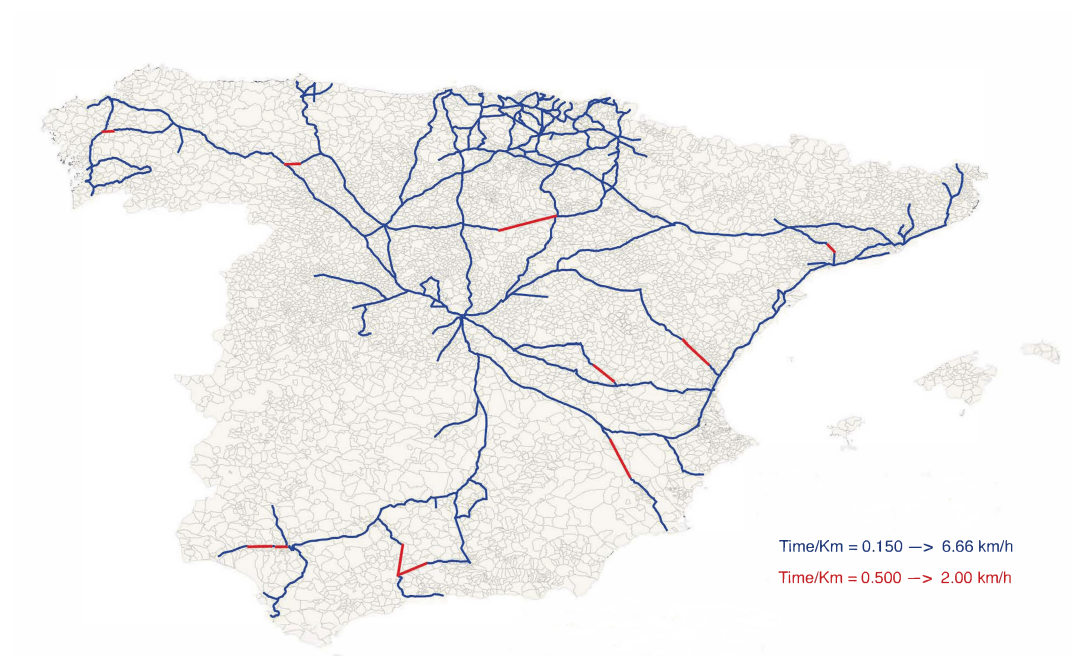 Time/Km = 0.150 —> 6.66 km/h
Time/Km = 0.500 —> 2.00 km/h